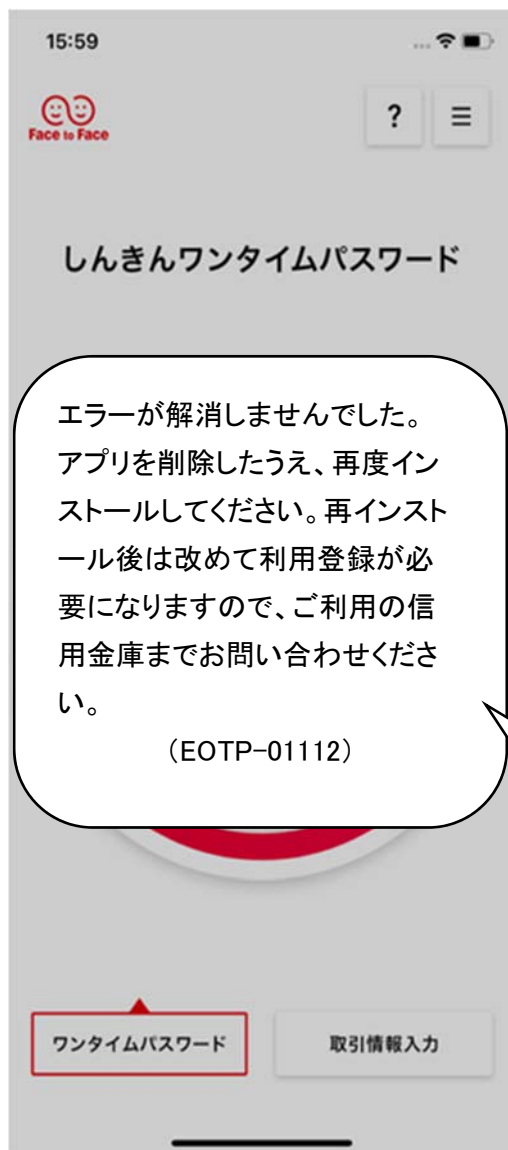 15:59
Face to Face
?
しんきんワンタイムパスワード
エラーが解消しませんでした。
アプリを削除したうえ、再度イン
ストールしてください。再インスト
ール後は改めて利用登録が必
要になりますので、ご利用の信
用金庫までお問い合わせくださ
い。
(EOTP-01112)
ワンタイムパスワード
取引情報入力